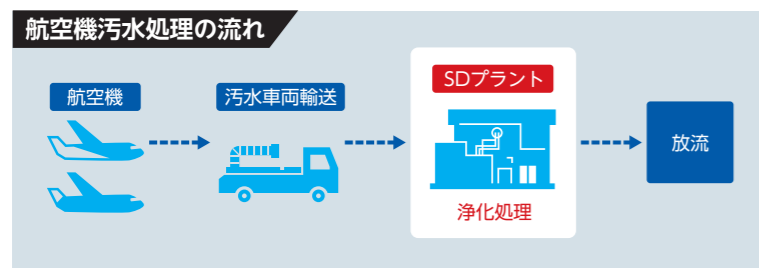 航空機汚水処理の流れ
航空機
汚水車両輸送
SDプラント
浄化処理
放流